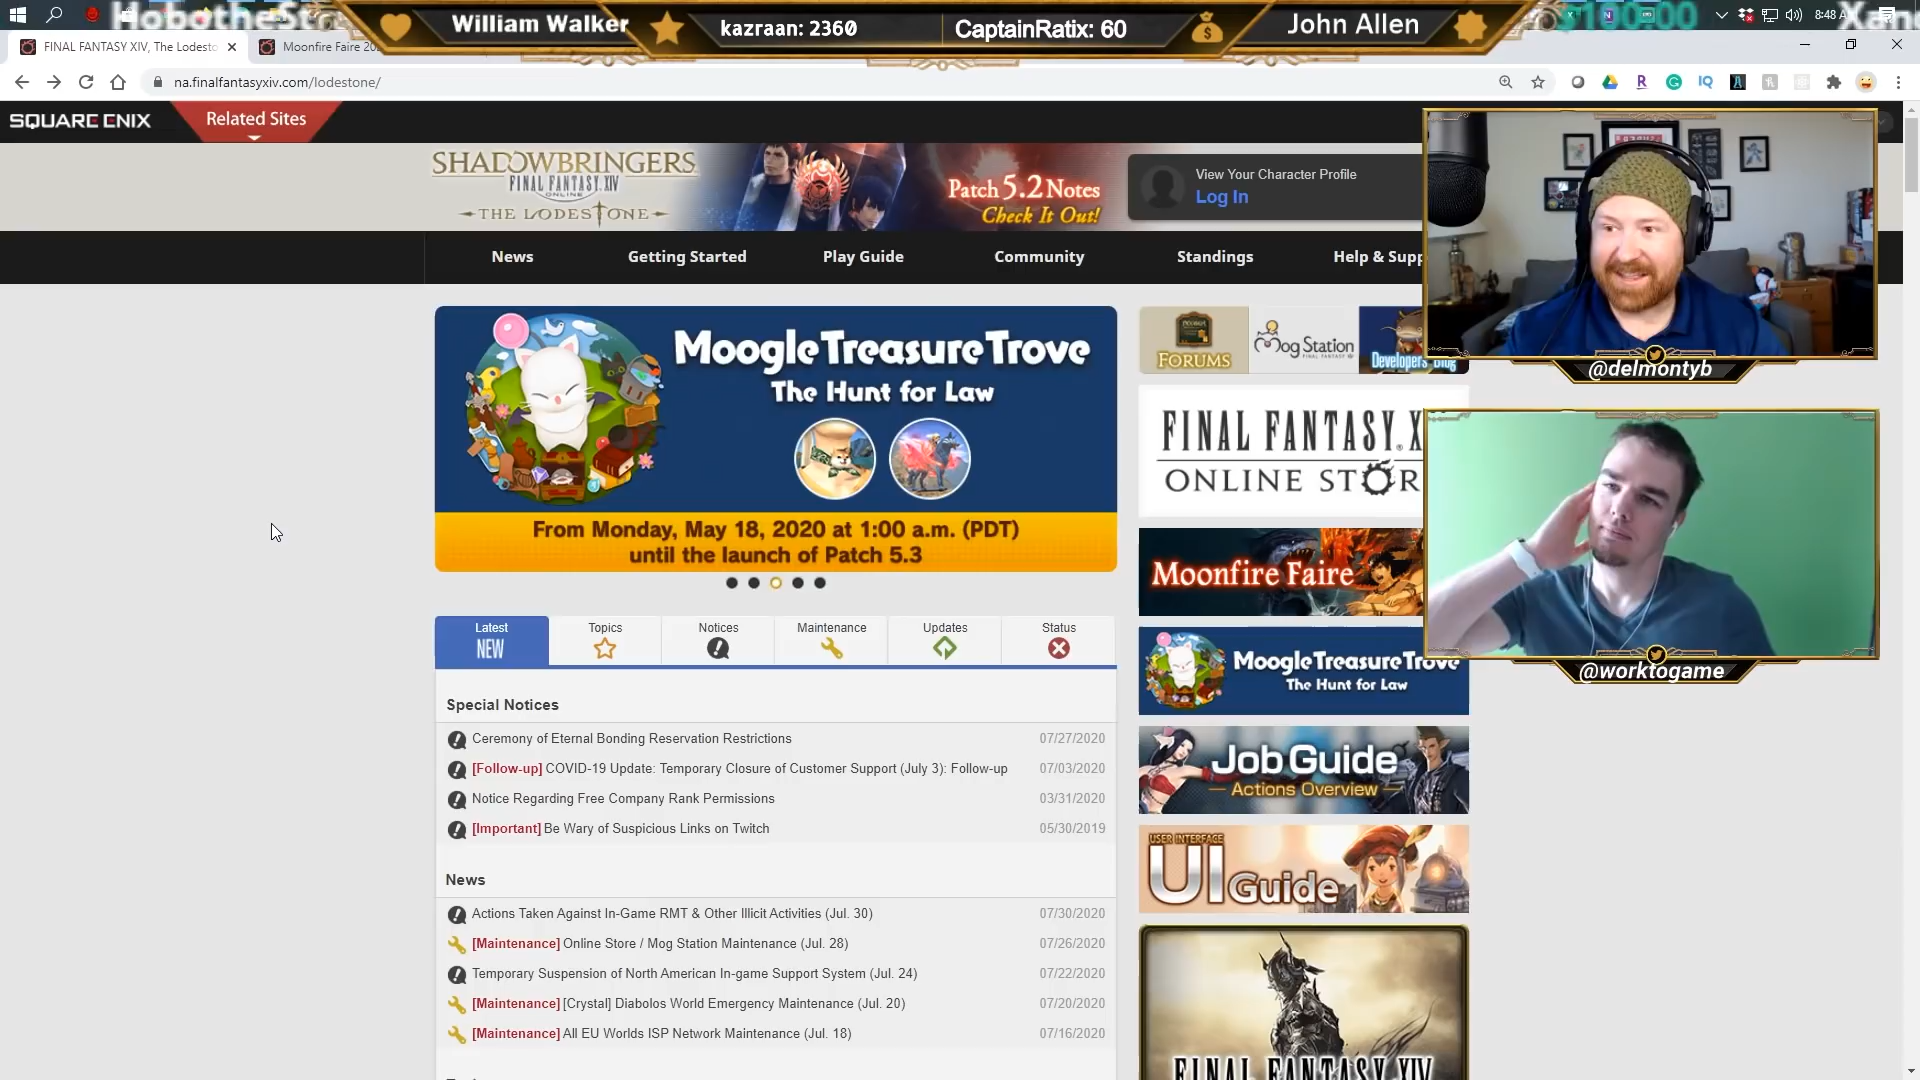 HobotheSt
William Walker
kazraan: 2360
CaptainRatix: 60
John Allen
8:48 A
FINAL FANTASY XIV, The Lodesto
Moonfire Faire 20
na.finalfantasyxiv.com/lodestone/
SQUARE ENIX
Related Sites
SHADOWBRINGERS
FINAL FANTASY XIV
ONLINE
THE LODESTONE
Patch 5.2 Notes
Check It Out!
View Your Character Profile
Log In
News
Getting Started
Play Guide
Community
Standings
Help & Supp
Moogle Treasure Trove
The Hunt for Law
From Monday, May 18, 2020 at 1:00 a.m. (PDT)
until the launch of Patch 5.3
FORUMS
Mog Station
FINAL FANTASY
Developers' Blog
@delmontyb
FINAL FANTASY X
ONLINE STOR
Moonfire Faire
Moogle Treasure Trove
The Hunt for Law
@worktogame
Job Guide
Actions Overview
USER INTERFACE
UI Guide
FINAL FANTASY XIV
Latest
NEW
Topics
Notices
Maintenance
Updates
Status
Special Notices
Ceremony of Eternal Bonding Reservation Restrictions 07/27/2020
[Follow-up] COVID-19 Update: Temporary Closure of Customer Support (July 3): Follow-up 07/03/2020
Notice Regarding Free Company Rank Permissions 03/31/2020
[Important] Be Wary of Suspicious Links on Twitch 05/30/2019
News
Actions Taken Against In-Game RMT & Other Illicit Activities (Jul. 30) 07/30/2020
[Maintenance] Online Store / Mog Station Maintenance (Jul. 28) 07/26/2020
Temporary Suspension of North American In-game Support System (Jul. 24) 07/22/2020
[Maintenance] [Crystal] Diabolos World Emergency Maintenance (Jul. 20) 07/20/2020
[Maintenance] All EU Worlds ISP Network Maintenance (Jul. 18) 07/16/2020